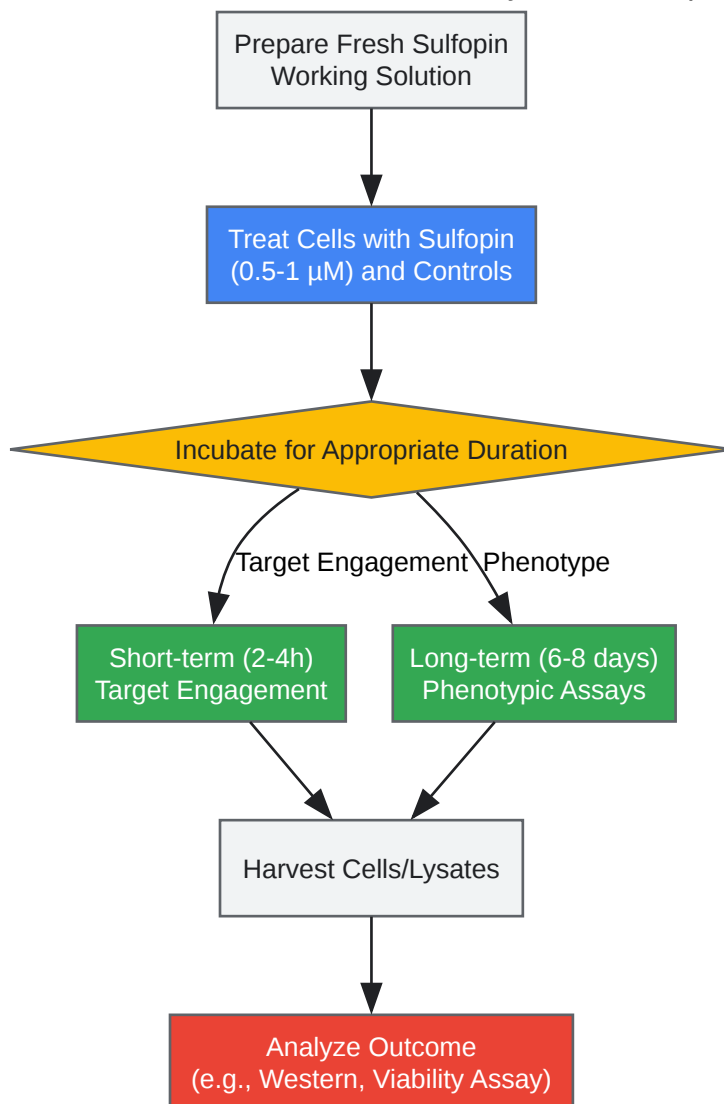 Prepare Fresh Sulfopin
Working Solution
Treat Cells with Sulfopin
(0.5-1 µM) and Controls
Incubate for Appropriate Duration
Target Engagement
Phenotype
Short-term (2-4h)
Target Engagement
Long-term (6-8 days)
Phenotypic Assays
Harvest Cells/Lysates
Analyze Outcome
(e.g., Western, Viability Assay)